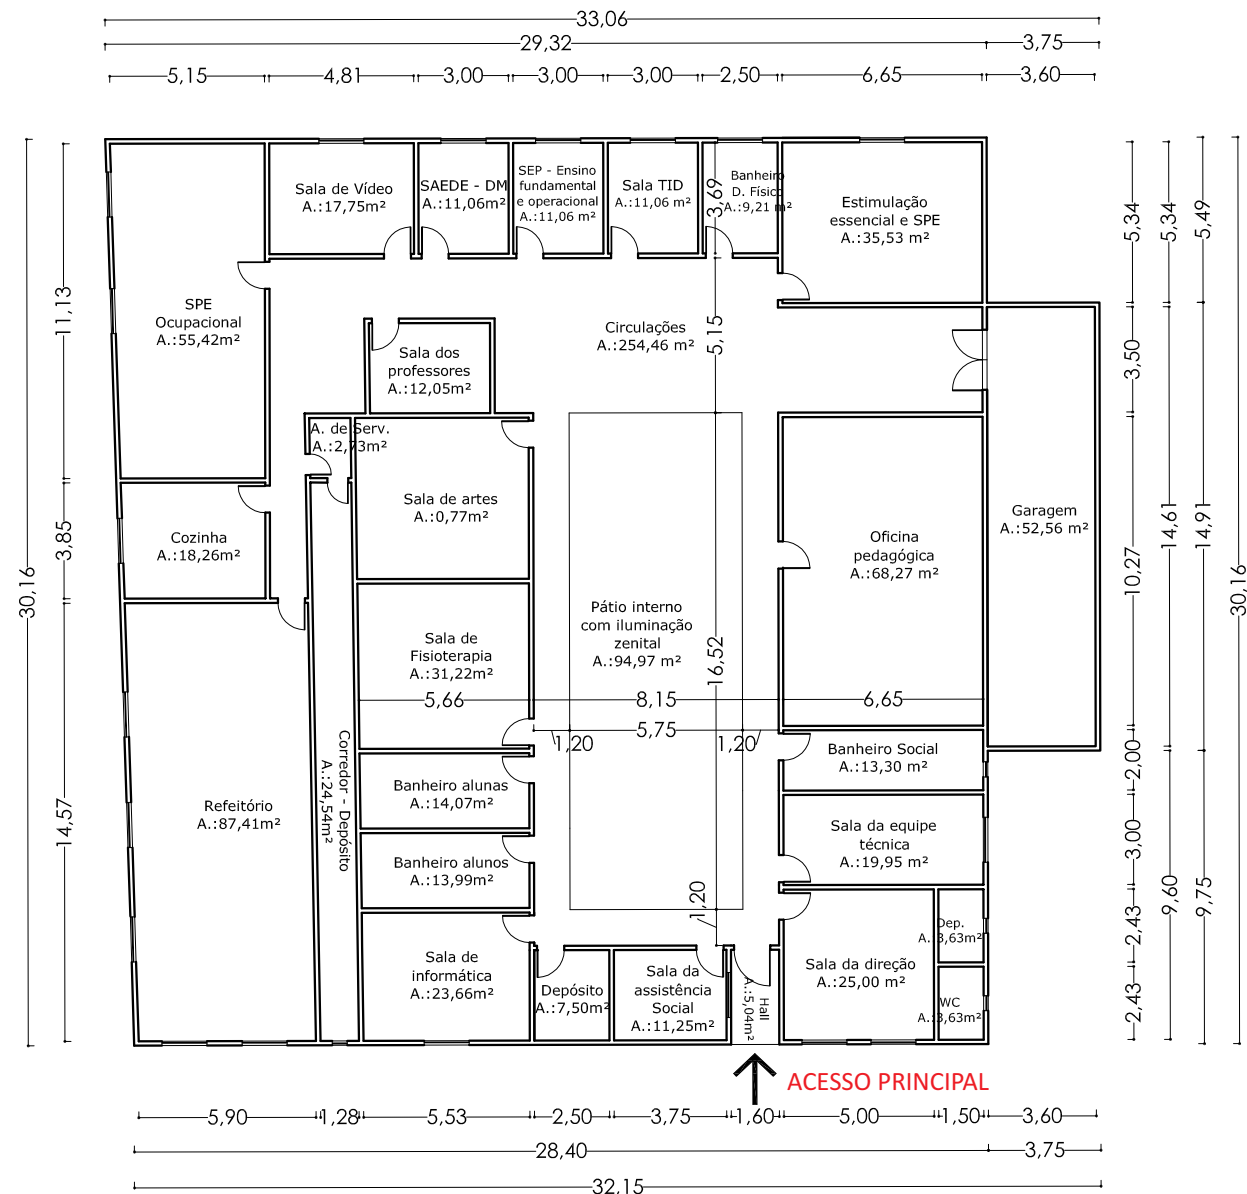 33,06
29,32
3,75
5,15
4,81
3,00
3,00
3,00
2,50
6,65
3,60
Sala de Vídeo
A.:17,75m²
SAEDE - DM
A.:11,06m²
SEP - Ensino
fundamental
e operacional
A.:11,06 m²
Sala TID
A.:11,06 m²
3,69
Banheiro
D. Físico
A.:9,21 m²
Estimulação
essencial e SPE
A.:35,53 m²
5,34
5,34
5,49
SPE
Ocupacional
A.:55,42m²
11,13
Sala dos
professores
A.:12,05m²
Circulações
A.:254,46 m²
5,15
3,50
A. de Serv.
A.:2,73m²
Sala de artes
A.:0,77m²
Cozinha
A.:18,26m²
3,85
30,16
Oficina
pedagógica
A.:68,27 m²
Garagem
A.:52,56 m²
10,27
14,61
14,91
30,16
Pátio interno
com iluminação
zenital
A.:94,97 m²
16,52
Sala de
Fisioterapia
A.:31,22m²
5,66
8,15
6,65
5,75
1,20
1,20
Corredor - Depósito
A.:24,54m²
Banheiro alunas
A.:14,07m²
Banheiro Social
A.:13,30 m²
2,00
Refeitório
A.:87,41m²
14,57
Banheiro alunos
A.:13,99m²
Sala da equipe
técnica
A.:19,95 m²
3,00
1,20
9,60
9,75
Sala de
informática
A.:23,66m²
Depósito
A.:7,50m²
Sala da
assistência
Social
A.:11,25m²
Hall
A.:5,04m²
Sala da direção
A.:25,00 m²
Dep.
A.:3,63m²
WC
A.:3,63m²
2,43
2,43
ACESSO PRINCIPAL
5,90
1,28
5,53
2,50
3,75
1,60
5,00
1,50
3,60
28,40
3,75
32,15